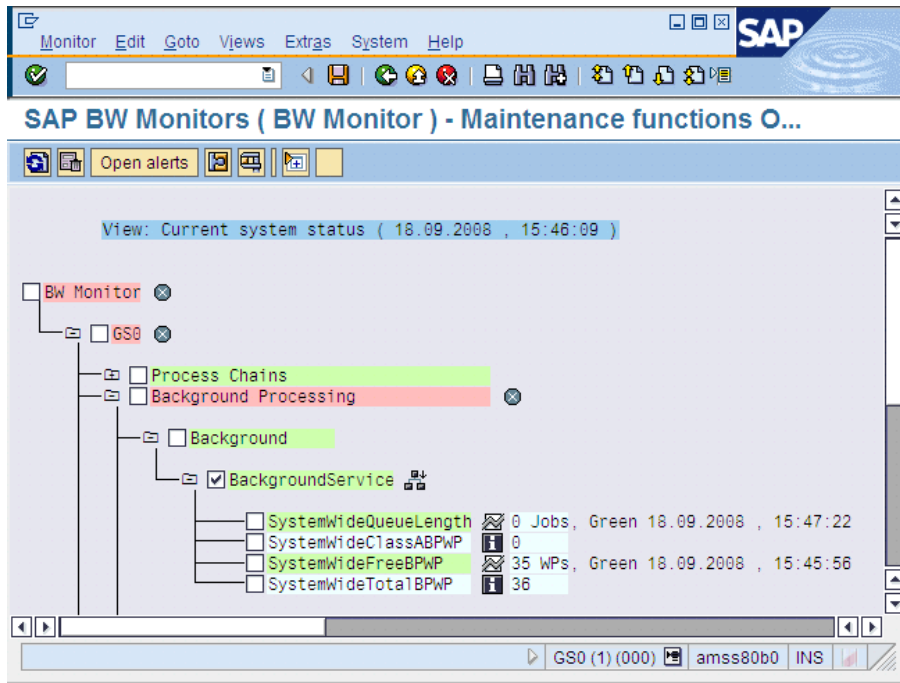 Monitor Edit Goto Views Extras System Help
SAP
SAP BW Monitors ( BW Monitor ) - Maintenance functions O...
Open alerts
View: Current system status ( 18.09.2008 , 15:46:09 )
BW Monitor
GS0
Process Chains
Background Processing
Background
BackgroundService
SystemWideQueueLength 0 Jobs, Green 18.09.2008 , 15:47:22
SystemWideClassABPWP 0
SystemWideFreeBPWP 35 WPs, Green 18.09.2008 , 15:45:56
SystemWideTotalBPWP 36
GS0 (1) (000) amss80b0 INS